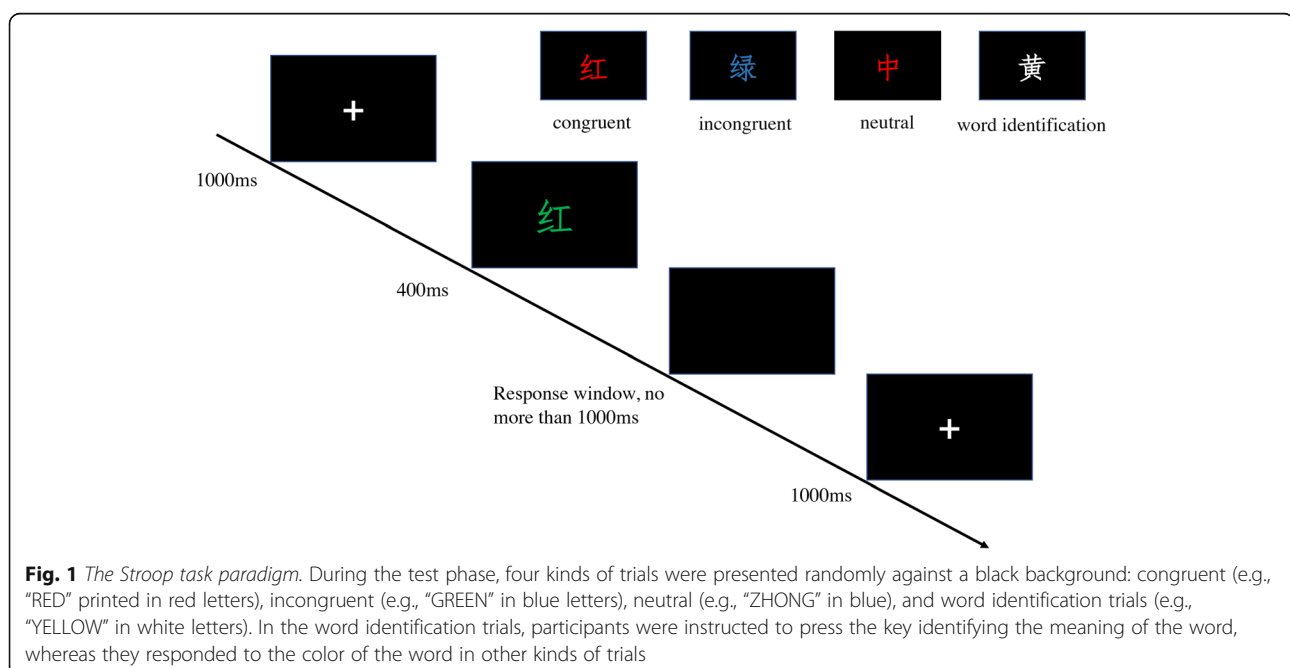 红 绿 中 黄
congruent incongruent neutral word identification
+
1000ms
红
400ms
Response window, no
more than 1000ms
+
1000ms
Fig. 1 The Stroop task paradigm. During the test phase, four kinds of trials were presented randomly against a black background: congruent (e.g.,
“RED” printed in red letters), incongruent (e.g., “GREEN” in blue letters), neutral (e.g., “ZHONG” in blue), and word identification trials (e.g.,
“YELLOW” in white letters). In the word identification trials, participants were instructed to press the key identifying the meaning of the word,
whereas they responded to the color of the word in other kinds of trials